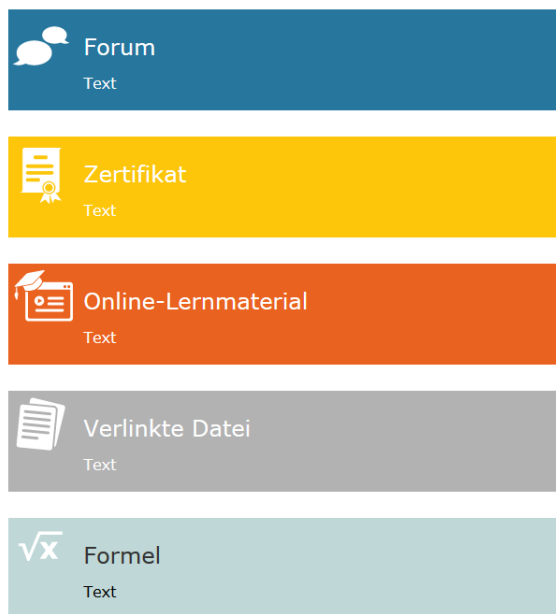 Forum
Text
Zertifikat
Text
Online-Lernmaterial
Text
Verlinkte Datei
Text
√x
Formel
Text